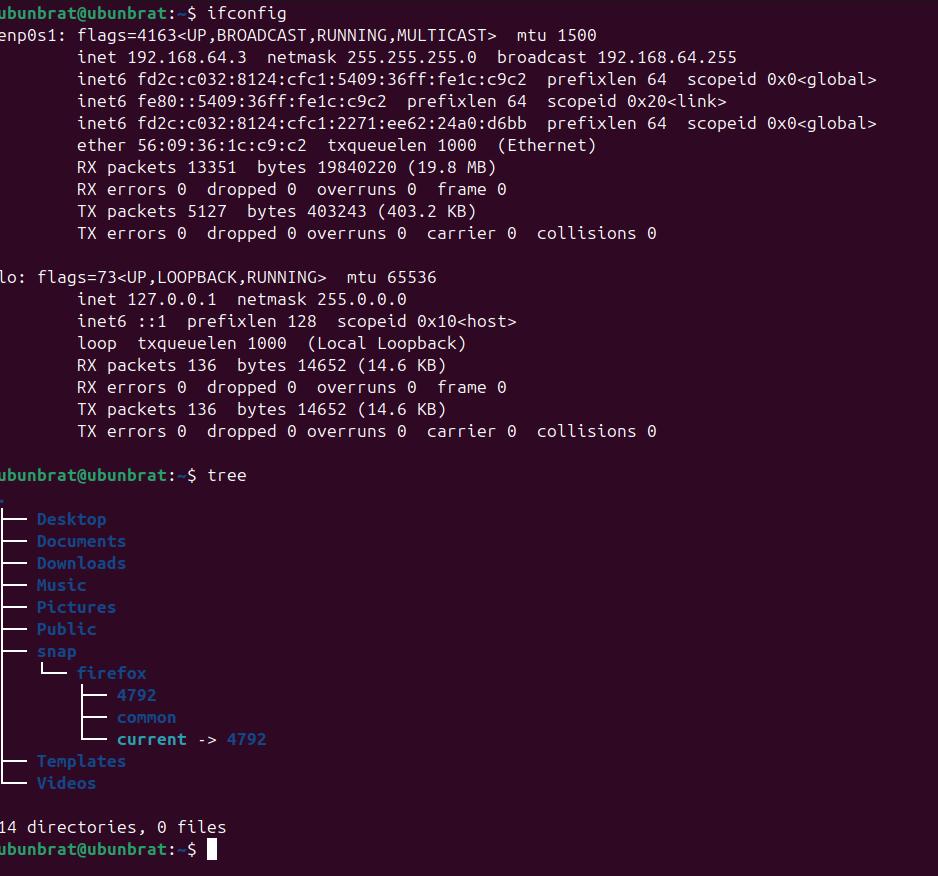 ubunbrat@ubunbrat:~$ ifconfig
enp0s1: flags=4163<UP,BROADCAST,RUNNING,MULTICAST>  mtu 1500
        inet 192.168.64.3  netmask 255.255.255.0  broadcast 192.168.64.255
        inet6 fd2c:c032:8124:cfc1:5409:36ff:fe1c:c9c2  prefixlen 64  scopeid 0x0<global>
        inet6 fe80::5409:36ff:fe1c:c9c2  prefixlen 64  scopeid 0x20<link>
        inet6 fd2c:c032:8124:cfc1:2271:ee62:24a0:d6bb  prefixlen 64  scopeid 0x0<global>
        ether 56:09:36:1c:c9:c2  txqueuelen 1000  (Ethernet)
        RX packets 13351  bytes 19840220 (19.8 MB)
        RX errors 0  dropped 0  overruns 0  frame 0
        TX packets 5127  bytes 403243 (403.2 KB)
        TX errors 0  dropped 0 overruns 0  carrier 0  collisions 0

lo: flags=73<UP,LOOPBACK,RUNNING>  mtu 65536
        inet 127.0.0.1  netmask 255.0.0.0
        inet6 ::1  prefixlen 128  scopeid 0x10<host>
        loop  txqueuelen 1000  (Local Loopback)
        RX packets 136  bytes 14652 (14.6 KB)
        RX errors 0  dropped 0  overruns 0  frame 0
        TX packets 136  bytes 14652 (14.6 KB)
        TX errors 0  dropped 0 overruns 0  carrier 0  collisions 0

ubunbrat@ubunbrat:~$ tree
.
├── Desktop
├── Documents
├── Downloads
├── Music
├── Pictures
├── Public
├── snap
│   └── firefox
│       ├── 4792
│       ├── common
│       └── current -> 4792
├── Templates
└── Videos

14 directories, 0 files
ubunbrat@ubunbrat:~$